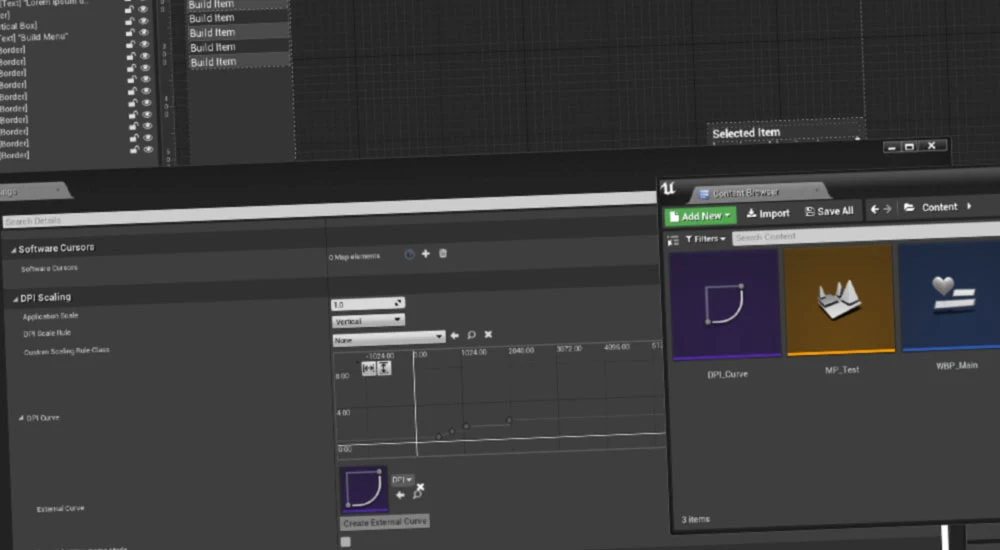 [Text] "Lorem ipsum d..
tical Box]
Text] "Build Menu"
Border]
Border]
Border]
Border]
Border]
Border]
Border]
Border]
Border]
Border]
Build Item
Build Item
Build Item
Build Item
Build Item
Selected Item
Search Details
Software Cursors
Software Cursors
0 Map elements
DPI Scaling
Application Scale
1.0
DPI Scale Rule
Vertical
Custom Scaling Rule Class
None
-1024.00 0.00 1024.00 2048.00 3072.00 4096.00 512
8.00
4.00
0.00
DPI Curve
External Curve
DPI
Create External Curve
Content Browser
Add New Import Save All Content
Filters Search Content
DPI_Curve MP_Test WBP_Main
3 items